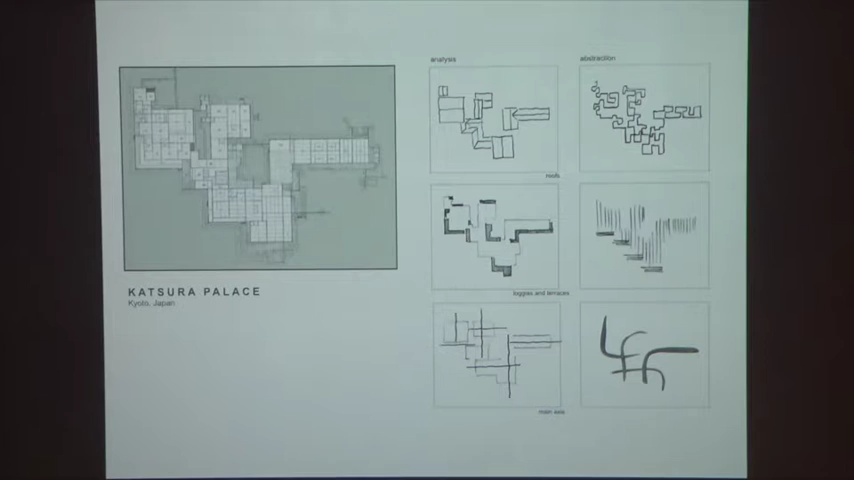 analysis
abstraction
roofs
KATSURA PALACE
Kyoto, Japan
loggias and terraces
main axis